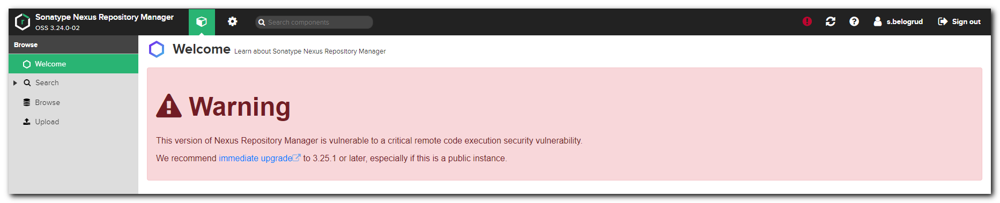 Sonatype Nexus Repository Manager
OSS 3.24.0-02
Search components
s.belogrud
Sign out
Browse
Welcome
Search
Browse
Upload
Welcome Learn about Sonatype Nexus Repository Manager
Warning
This version of Nexus Repository Manager is vulnerable to a critical remote code execution security vulnerability.
We recommend immediate upgrade to 3.25.1 or later, especially if this is a public instance.